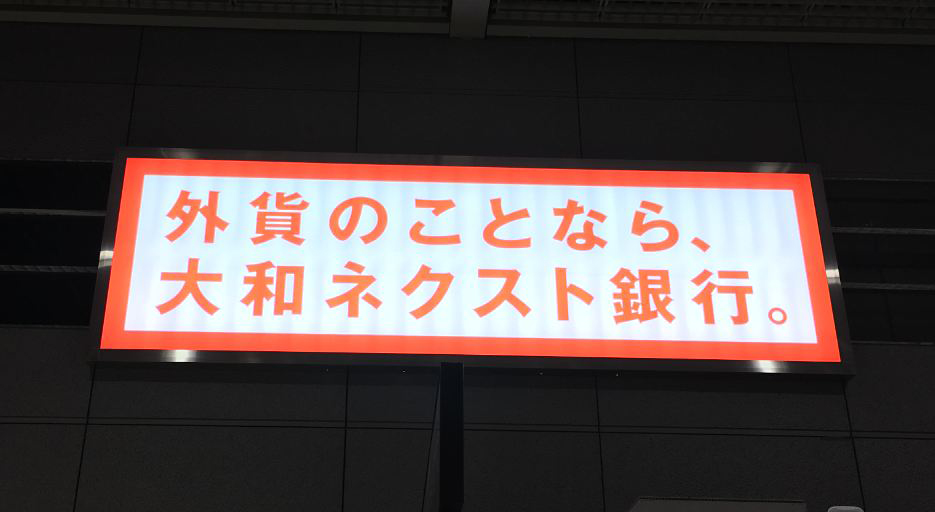 外貨のことなら、
大和ネクスト銀行。